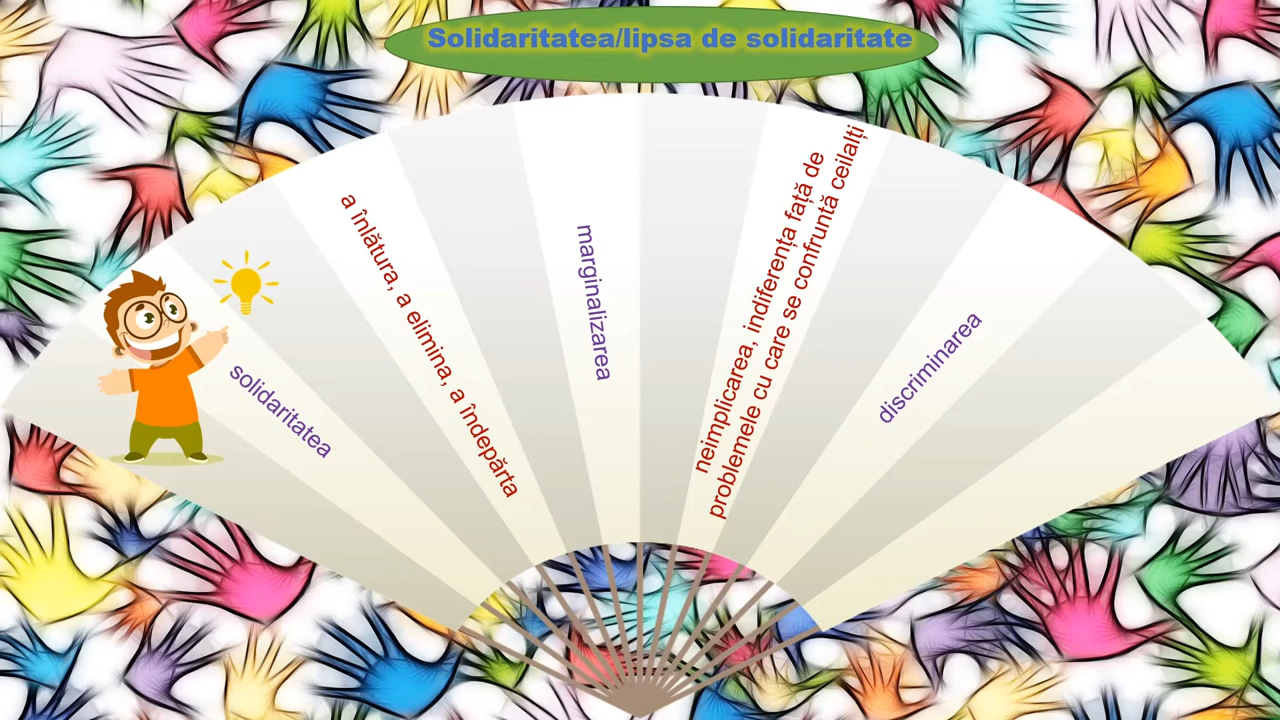 Solidaritatea/lipsa de solidaritate
solidaritatea
a înlătura, a elimina, a îndepărta
marginalizarea
neimplicarea, indiferența față de
problemele cu care se confruntă ceilalți
discriminarea